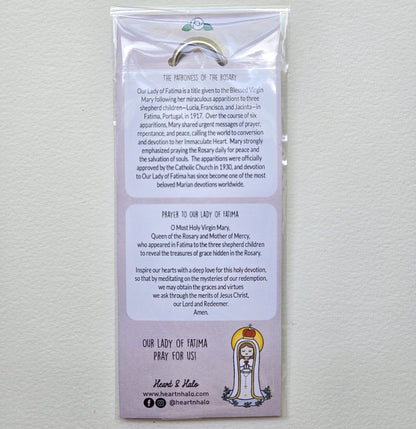 THE PATRONESS OF THE ROSARY
Our Lady of Fatima is a title given to the Blessed Virgin
Mary following her miraculous apparitions to three
shepherd children—Lucia, Francisco, and Jacinta—in
Fatima, Portugal, in 1917. Over the course of six
apparitions, Mary shared urgent messages of prayer,
repentance, and peace, calling the world to conversion
and devotion to her Immaculate Heart. Mary strongly
emphasized praying the Rosary daily for peace and
the salvation of souls. The apparitions were officially
approved by the Catholic Church in 1930, and devotion
to Our Lady of Fatima has since become one of the most
beloved Marian devotions worldwide.
PRAYER TO OUR LADY OF FATIMA
O Most Holy Virgin Mary,
Queen of the Rosary and Mother of Mercy,
who appeared in Fatima to the three shepherd children
to reveal the treasures of grace hidden in the Rosary.
Inspire our hearts with a deep love for this holy devotion,
so that by meditating on the mysteries of our redemption,
we may obtain the graces and virtues
we ask through the merits of Jesus Christ,
our Lord and Redeemer.
Amen.
OUR LADY OF FATIMA
PRAY FOR US!
Heart & Halo
www.heartnhalo.com
@heartnhalo